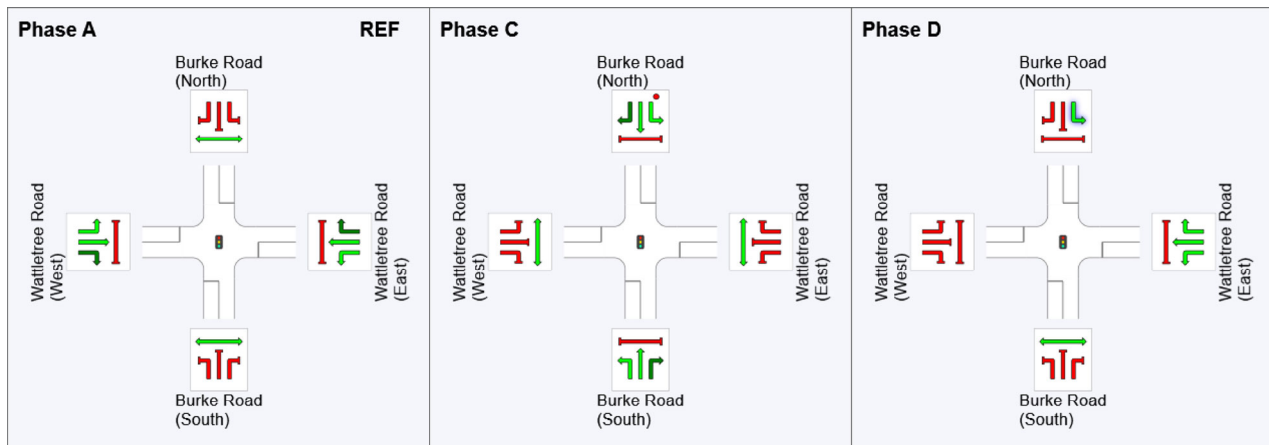 Phase A
REF
Burke Road
(North)
Wattletree Road
(West)
Wattletree Road
(East)
Burke Road
(South)
Phase C
Burke Road
(North)
Wattletree Road
(West)
Wattletree Road
(East)
Burke Road
(South)
Phase D
Burke Road
(North)
Wattletree Road
(West)
Wattletree Road
(East)
Burke Road
(South)